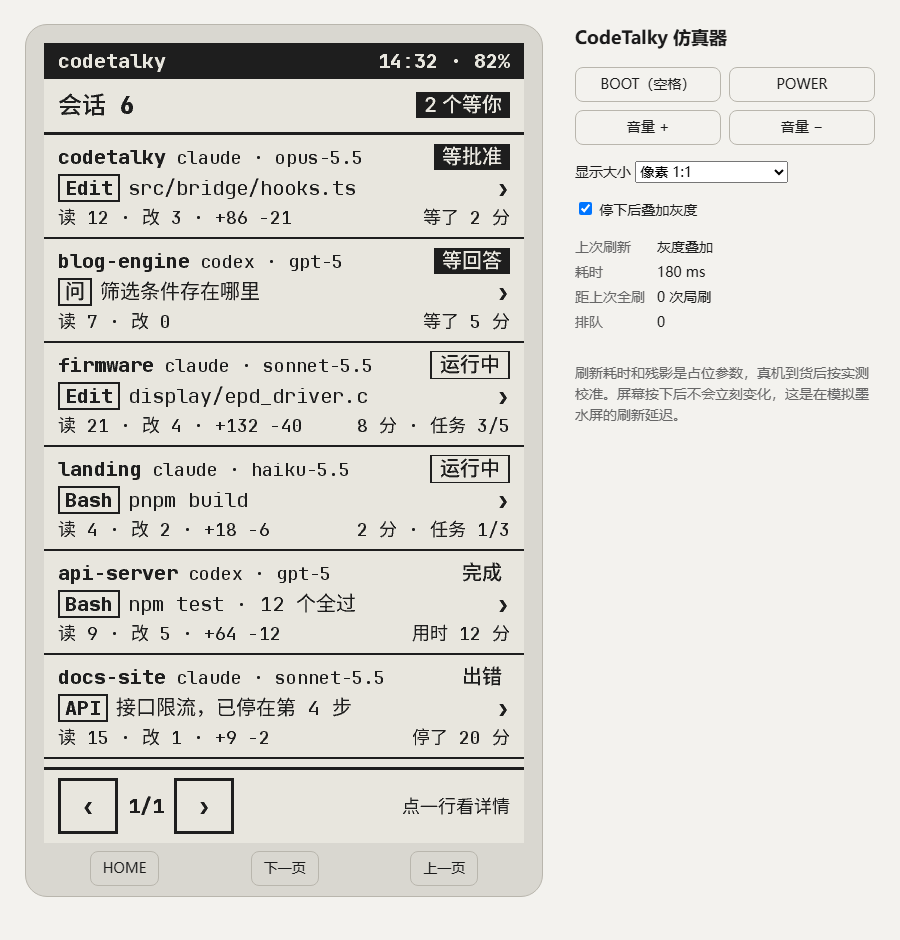 codetalky 14:32 · 82%
会话 6 2 个等你
codetalky claude · opus-5.5 等批准
Edit src/bridge/hooks.ts ›
读 12 · 改 3 · +86 -21 等了 2 分
blog-engine codex · gpt-5 等回答
问 筛选条件存在哪里 ›
读 7 · 改 0 等了 5 分
firmware claude · sonnet-5.5 运行中
Edit display/epd_driver.c ›
读 21 · 改 4 · +132 -40 8 分 · 任务 3/5
landing claude · haiku-5.5 运行中
Bash pnpm build ›
读 4 · 改 2 · +18 -6 2 分 · 任务 1/3
api-server codex · gpt-5 完成
Bash npm test · 12 个全过 ›
读 9 · 改 5 · +64 -12 用时 12 分
docs-site claude · sonnet-5.5 出错
API 接口限流，已停在第 4 步 ›
读 15 · 改 1 · +9 -2 停了 20 分
‹ 1/1 › 点一行看详情
HOME 下一页 上一页
CodeTalky 仿真器
BOOT（空格） POWER
音量 + 音量 −
显示大小 像素 1:1
停下后叠加灰度
上次刷新 灰度叠加
耗时 180 ms
距上次全刷 0 次局刷
排队 0
刷新耗时和残影是占位参数，真机到货后按实测
校准。屏幕按下后不会立刻变化，这是在模拟墨
水屏的刷新延迟。